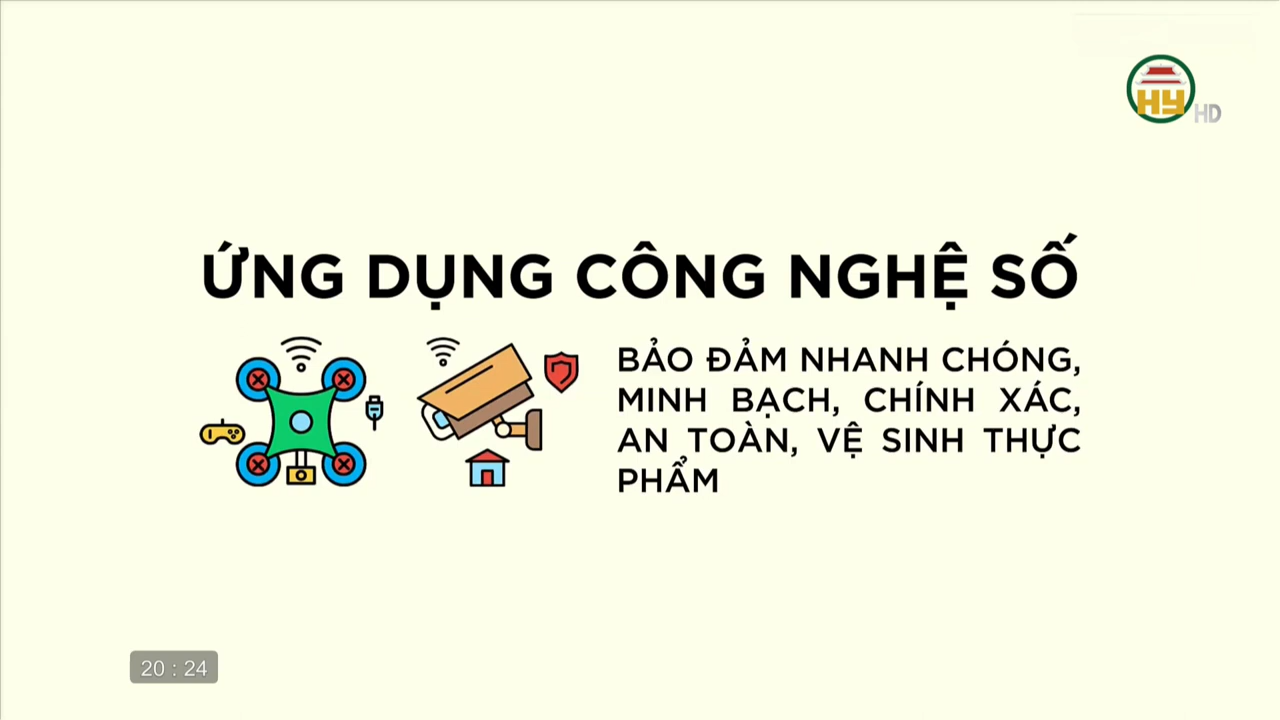 HY HD
ỨNG DỤNG CÔNG NGHỆ SỐ
BẢO ĐẢM NHANH CHÓNG,
MINH BẠCH, CHÍNH XÁC,
AN TOÀN, VỆ SINH THỰC
PHẨM
20 : 24